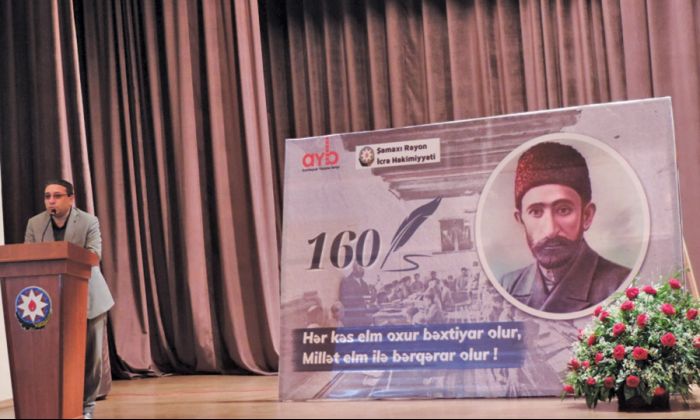 ayb
Şamaxı Rayon
İcra Hakimiyyəti
160
Hər kəs elm oxur bəxtiyar olur,
Millət elm ilə bərqərar olur !